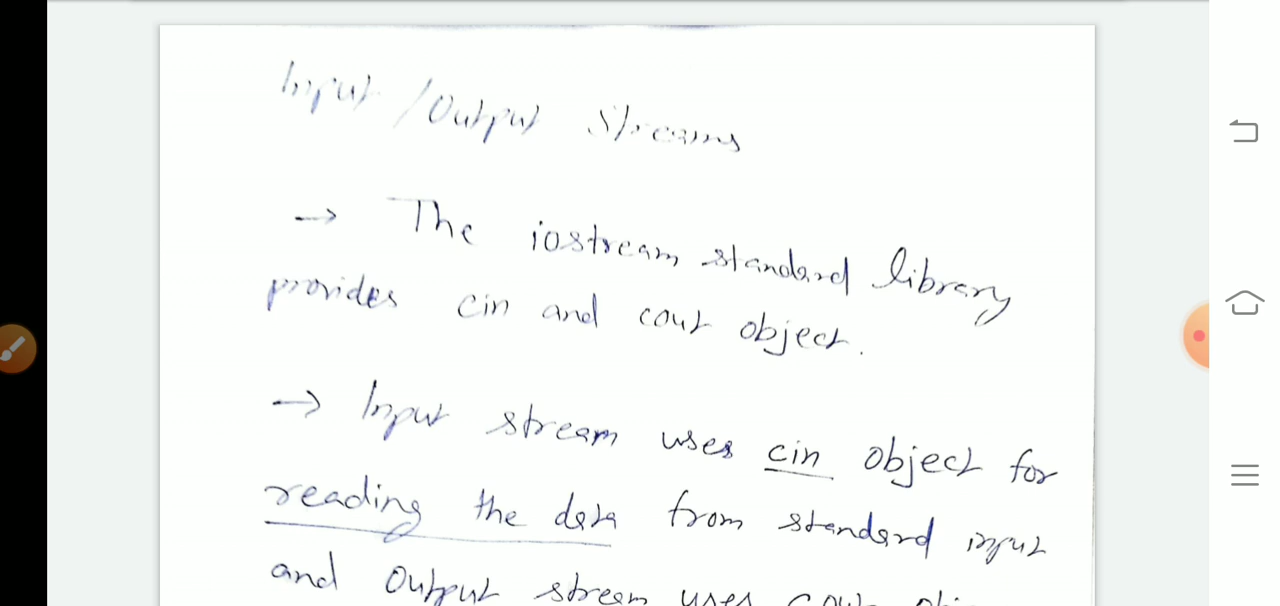 Input / Output Streams
→ The iostream standard library
provides cin and cout object.
→ Input stream uses cin object for
reading the data from standard input
and output stream uses cout